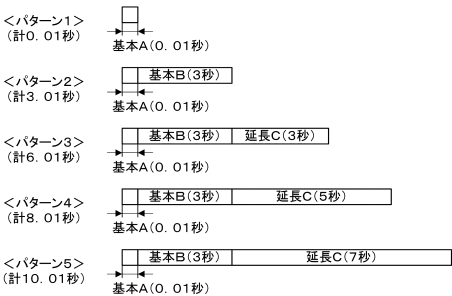 ＜パターン１＞
（計０．０１秒）
基本Ａ（０．０１秒）
＜パターン２＞
（計３．０１秒）
基本Ｂ（３秒）
基本Ａ（０．０１秒）
＜パターン３＞
（計６．０１秒）
基本Ｂ（３秒） 延長Ｃ（３秒）
基本Ａ（０．０１秒）
＜パターン４＞
（計８．０１秒）
基本Ｂ（３秒） 延長Ｃ（５秒）
基本Ａ（０．０１秒）
＜パターン５＞
（計１０．０１秒）
基本Ｂ（３秒） 延長Ｃ（７秒）
基本Ａ（０．０１秒）